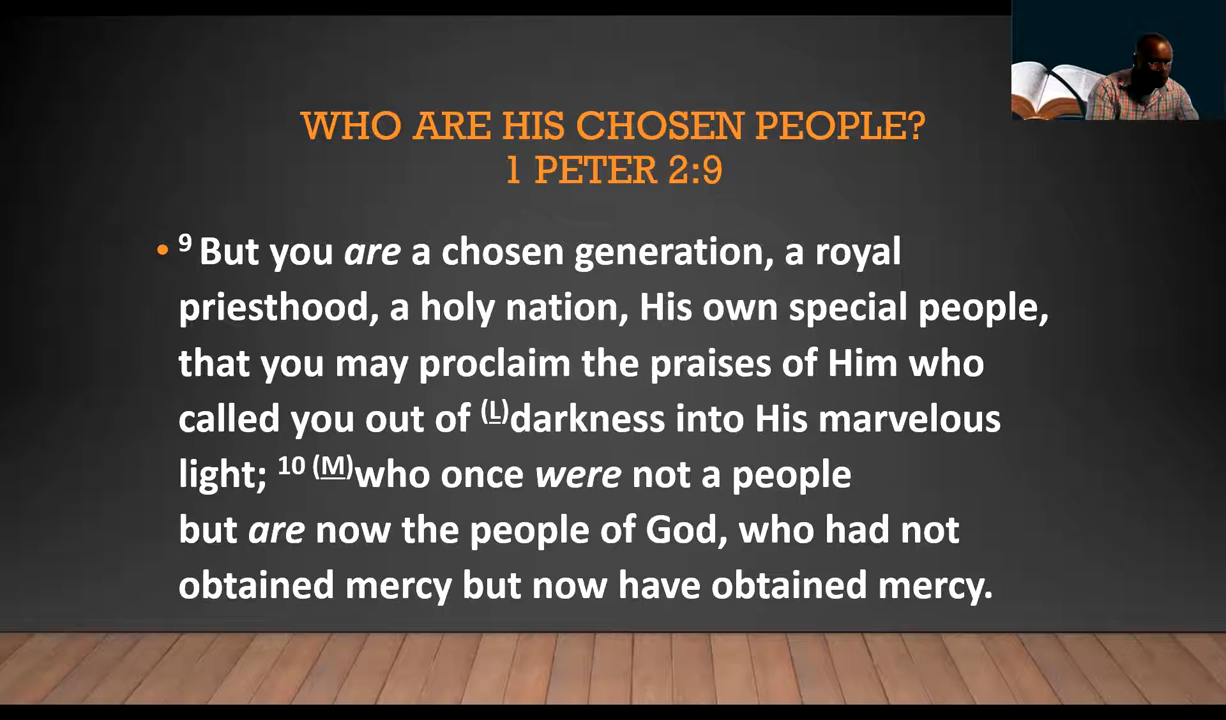 WHO ARE HIS CHOSEN PEOPLE?
1 PETER 2:9
• 9 But you are a chosen generation, a royal
priesthood, a holy nation, His own special people,
that you may proclaim the praises of Him who
called you out of (L)darkness into His marvelous
light; 10 (M)who once were not a people
but are now the people of God, who had not
obtained mercy but now have obtained mercy.